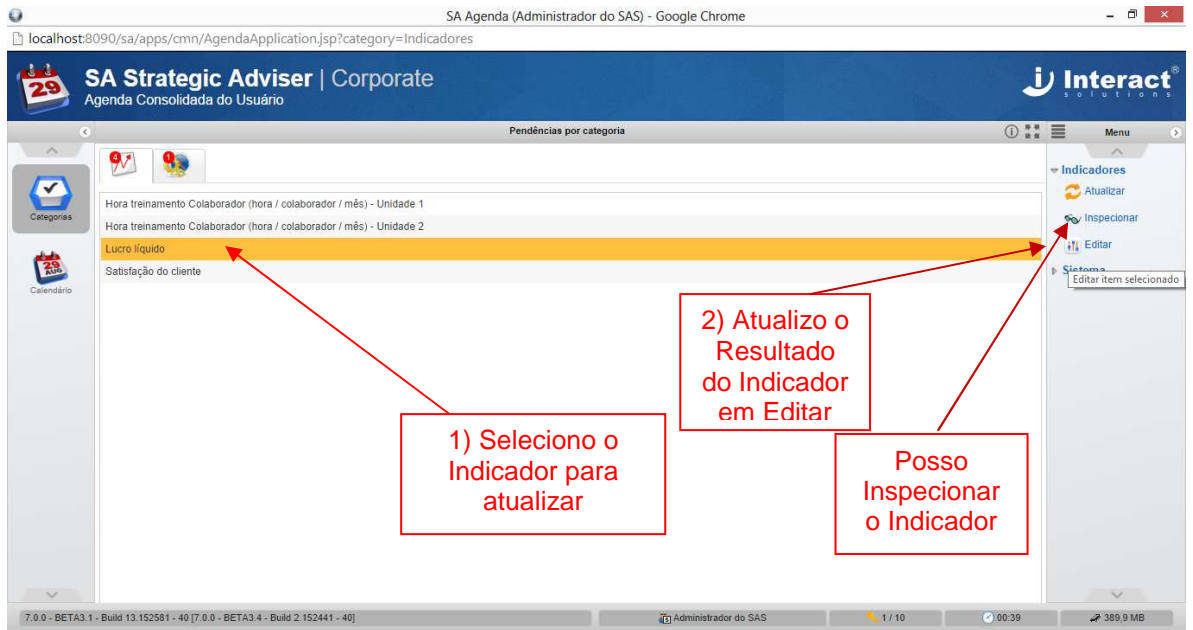 SA Agenda (Administrador do SAS) - Google Chrome
localhost:8090/sa/apps/cmn/AgendaApplication.jsp?category=Indicadores
29
SA Strategic Adviser | Corporate
Agenda Consolidada do Usuário
Interact®
solutions
Pendências por categoria
Menu
4
1
Categorias
29
AUG
Calendário
Hora treinamento Colaborador (hora / colaborador / mês) - Unidade 1
Hora treinamento Colaborador (hora / colaborador / mês) - Unidade 2
Lucro líquido
Satisfação do cliente
Indicadores
Atualizar
Inspecionar
Editar
Sistema
Editar item selecionado
2) Atualizo o
Resultado
do Indicador
em Editar
1) Seleciono o
Indicador para
atualizar
Posso
Inspecionar
o Indicador
7.0.0 - BETA3.1 - Build 13.152581 - 40 [7.0.0 - BETA3.4 - Build 2.152441 - 40]
Administrador do SAS
1 / 10
00:39
389,9 MB